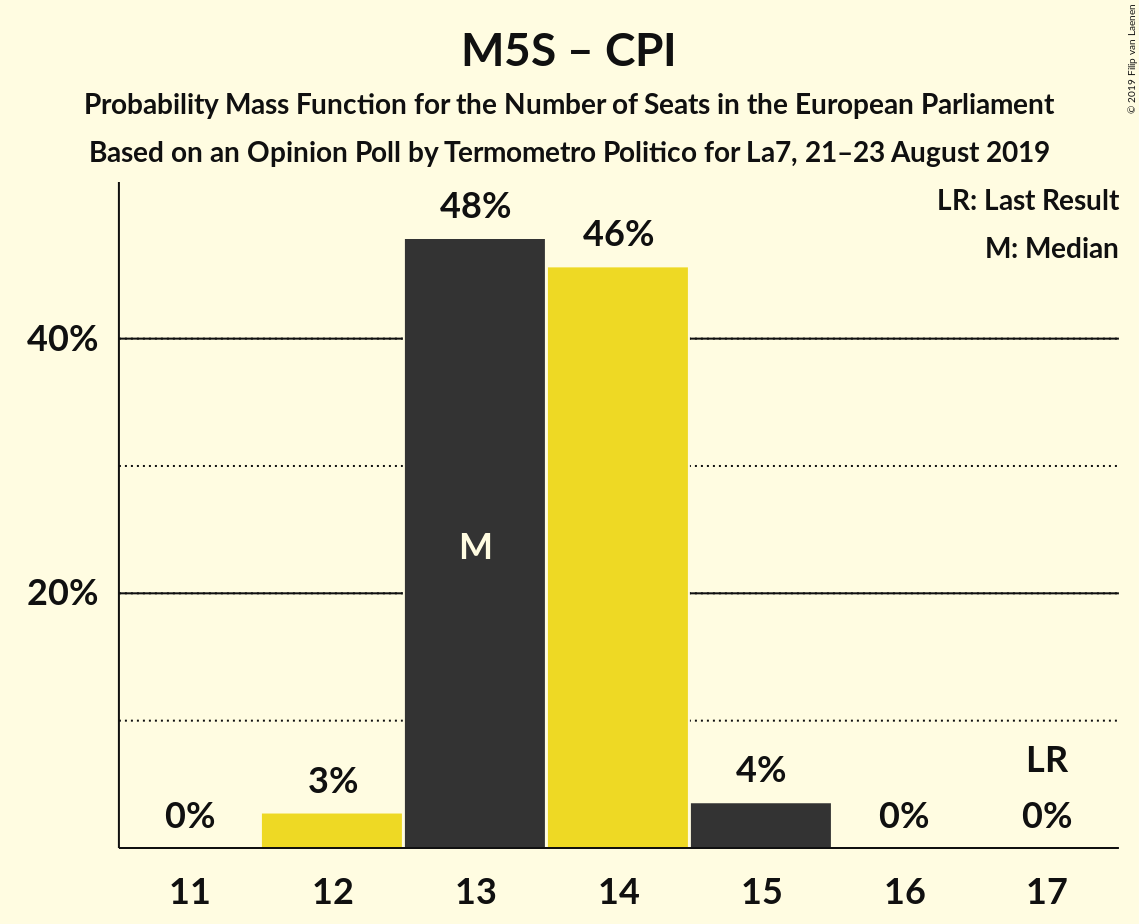 M5S – CPI
Probability Mass Function for the Number of Seats in the European Parliament
Based on an Opinion Poll by Termometro Politico for La7, 21–23 August 2019
© 2019 Filip van Laenen
LR: Last Result
M: Median
48%
46%
40%
M
20%
LR
4%
3%
0%
0%
0%
11 12 13 14 15 16 17